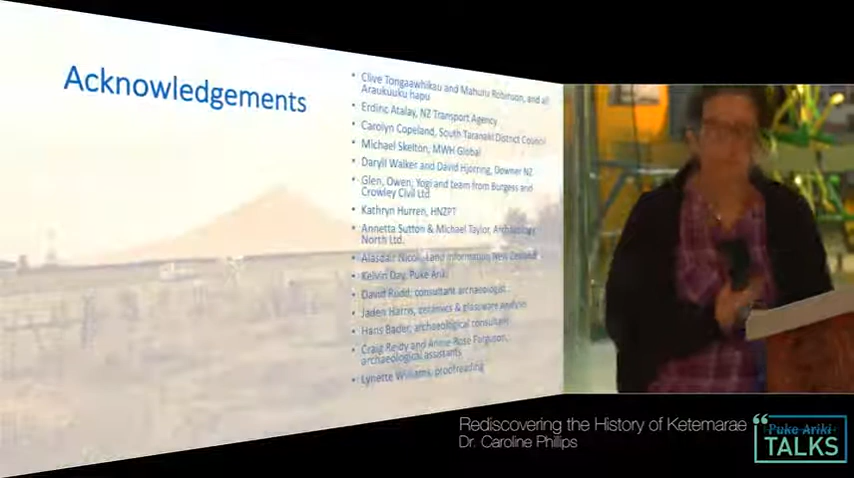 Acknowledgements
• Clive Tongaawhikau and Mahuru Robinson, and all
Araukuuku hapu
• Erdinc Atalay, NZ Transport Agency
• Carolyn Copeland, South Taranaki District Council
• Michael Skelton, MWH Global
• Daryll Walker and David Hjorring, Downer NZ
• Glen, Owen, Yogi and team from Burgess and
Crowley Civil Ltd
• Kathryn Hurren, HNZPT
• Annetta Sutton & Michael Taylor, Archaeology
North Ltd.
• Alasdair Nicol, Land Information New Zealand
• Kelvin Day, Puke Ariki
• David Rudd, consultant archaeologist
• Jaden Harris, ceramics & glassware analysis
• Hans Bader, archaeological consultant
• Craig Reidy and Annie-Rose Ferguson,
archaeological assistants
• Lynette Williams, proofreading
Rediscovering the History of Ketemarae
Dr. Caroline Phillips
“Puke Ariki
TALKS